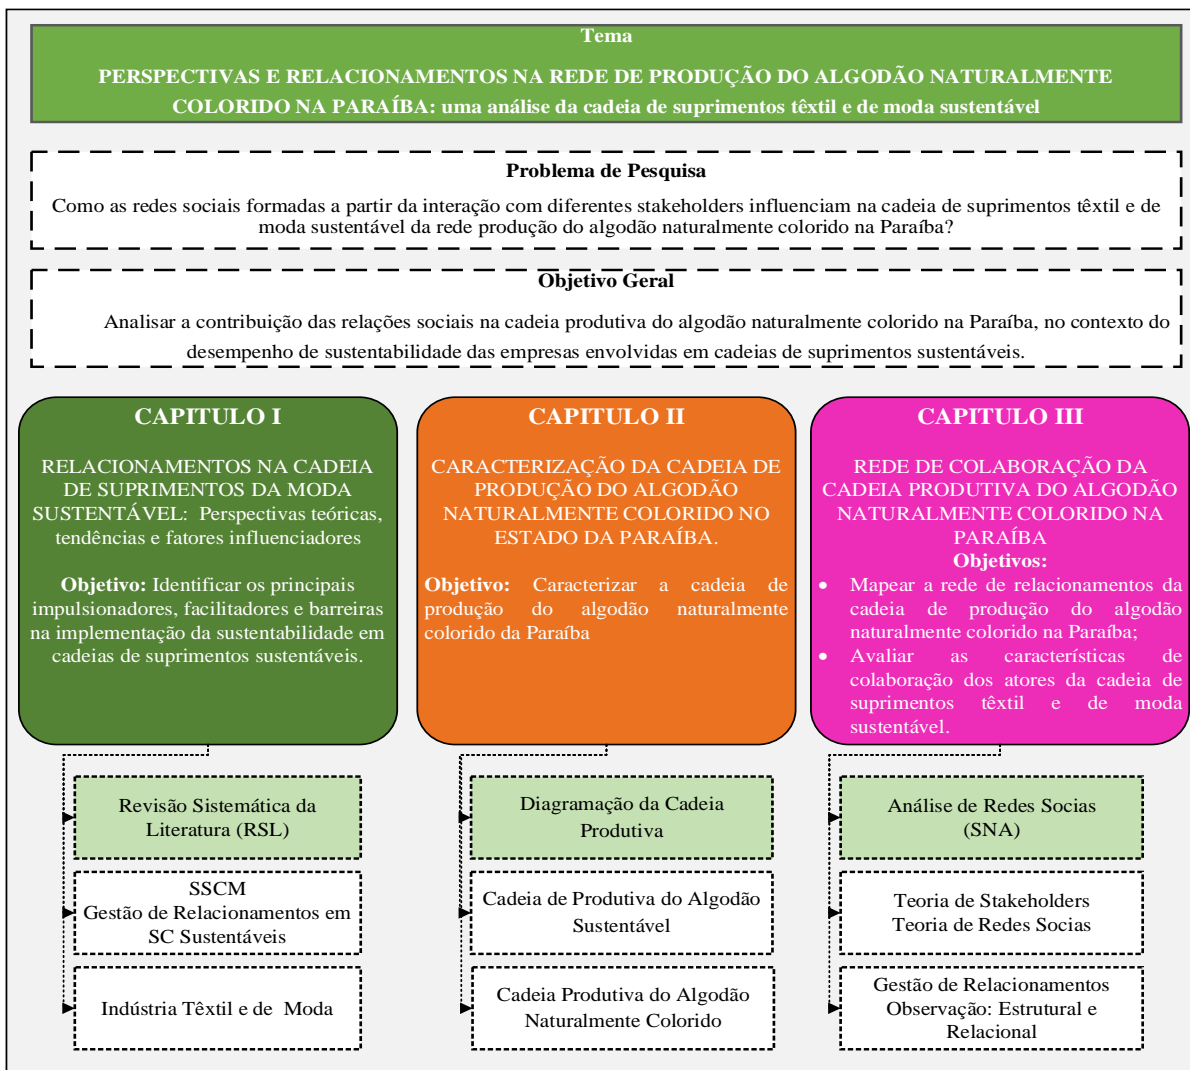 Tema
PERSPECTIVAS E RELACIONAMENTOS NA REDE DE PRODUÇÃO DO ALGODÃO NATURALMENTE
COLORIDO NA PARAÍBA: uma análise da cadeia de suprimentos têxtil e de moda sustentável
Problema de Pesquisa
Como as redes sociais formadas a partir da interação com diferentes stakeholders influenciam na cadeia de suprimentos têxtil e de
moda sustentável da rede produção do algodão naturalmente colorido na Paraíba?
Objetivo Geral
Analisar a contribuição das relações sociais na cadeia produtiva do algodão naturalmente colorido na Paraíba, no contexto do
desempenho de sustentabilidade das empresas envolvidas em cadeias de suprimentos sustentáveis.
CAPITULO I
RELACIONAMENTOS NA CADEIA
DE SUPRIMENTOS DA MODA
SUSTENTÁVEL: Perspectivas teóricas,
tendências e fatores influenciadores
Objetivo: Identificar os principais
impulsionadores, facilitadores e barreiras
na implementação da sustentabilidade em
cadeias de suprimentos sustentáveis.
CAPITULO II
CARACTERIZAÇÃO DA CADEIA DE
PRODUÇÃO DO ALGODÃO
NATURALMENTE COLORIDO NO
ESTADO DA PARAÍBA.
Objetivo: Caracterizar a cadeia de
produção do algodão naturalmente
colorido da Paraíba
CAPITULO III
REDE DE COLABORAÇÃO DA
CADEIA PRODUTIVA DO ALGODÃO
NATURALMENTE COLORIDO NA
PARAÍBA
Objetivos:
• Mapear a rede de relacionamentos da
cadeia de produção do algodão
naturalmente colorido na Paraíba;
• Avaliar as características de
colaboração dos atores da cadeia de
suprimentos têxtil e de moda
sustentável.
Revisão Sistemática da
Literatura (RSL)
SSCM
Gestão de Relacionamentos em
SC Sustentáveis
Indústria Têxtil e de Moda
Diagramação da Cadeia
Produtiva
Cadeia de Produtiva do Algodão
Sustentável
Cadeia Produtiva do Algodão
Naturalmente Colorido
Análise de Redes Socias
(SNA)
Teoria de Stakeholders
Teoria de Redes Socias
Gestão de Relacionamentos
Observação: Estrutural e
Relacional